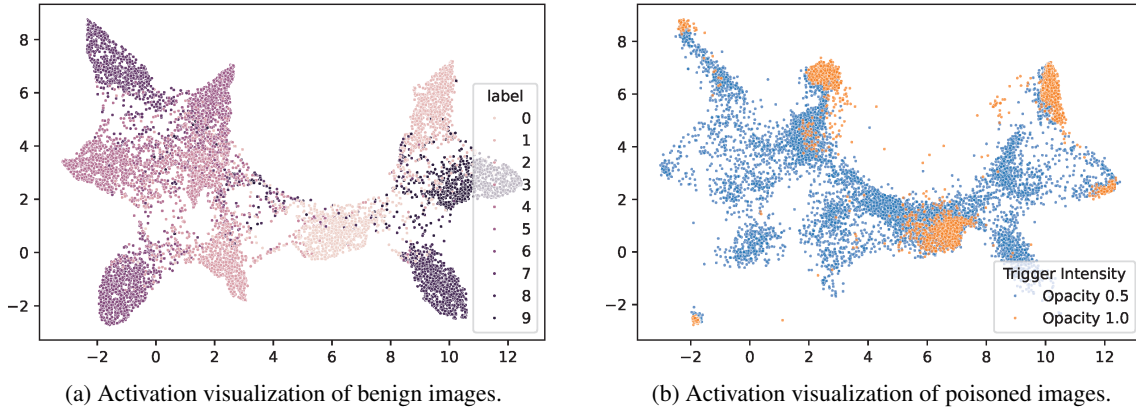 8
6
4
2
0
−2
−2 0 2 4 6 8 10 12
label
0
1
2
3
4
5
6
7
8
9
(a) Activation visualization of benign images.
8
6
4
2
0
−2
−2 0 2 4 6 8 10 12
Trigger Intensity
Opacity 0.5
Opacity 1.0
(b) Activation visualization of poisoned images.